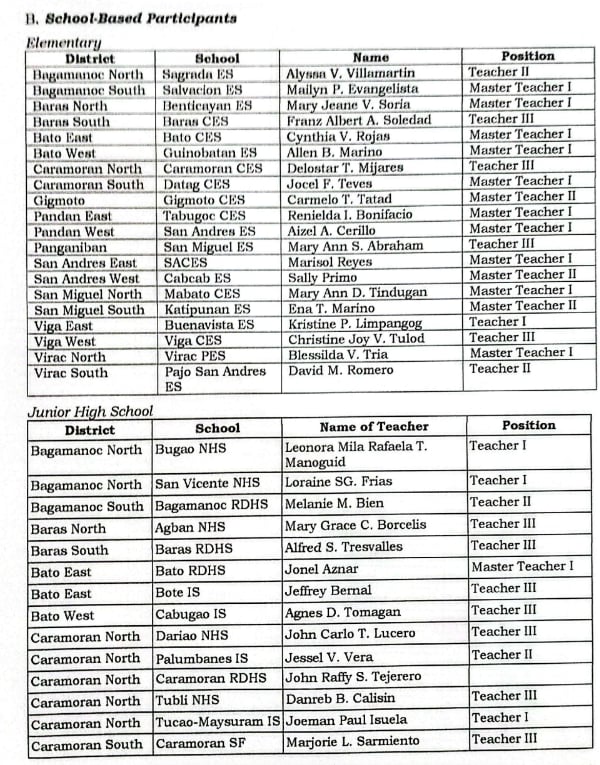 B. School-Based Participants
Elementary
District School Name Position
Bagamanoc North Sagrada ES Alyssa V. Villamartin Teacher II
Bagamanoc South Salvacion ES Mailyn P. Evangelista Master Teacher I
Baras North Benticayan ES Mary Jeane V. Soria Master Teacher I
Baras South Baras CES Franz Albert A. Soledad Teacher III
Bato East Bato CES Cynthia V. Rojas Master Teacher I
Bato West Guinobatan ES Allen B. Marino Master Teacher I
Caramoran North Caramoran CES Delostar T. Mijares Teacher III
Caramoran South Datag CES Jocel F. Teves Master Teacher I
Gigmoto Gigmoto CES Carmelo T. Tatad Master Teacher II
Pandan East Tabugoc CES Renielda I. Bonifacio Master Teacher I
Pandan West San Andres ES Aizel A. Cerillo Master Teacher I
Panganiban San Miguel ES Mary Ann S. Abraham Teacher III
San Andres East SACES Marisol Reyes Master Teacher I
San Andres West Cabcab ES Sally Primo Master Teacher II
San Miguel North Mabato CES Mary Ann D. Tindugan Master Teacher I
San Miguel South Katipunan ES Ena T. Marino Master Teacher II
Viga East Buenavista ES Kristine P. Limpangog Teacher I
Viga West Viga CES Christine Joy V. Tulod Teacher III
Virac North Virac PES Blessilda V. Tria Master Teacher I
Virac South Pajo San Andres David M. Romero Teacher II
ES
Junior High School
District School Name of Teacher Position
Bagamanoc North Bugao NHS Leonora Mila Rafaela T. Teacher I
Manoguid
Bagamanoc North San Vicente NHS Loraine SG. Frias Teacher I
Bagamanoc South Bagamanoc RDHS Melanie M. Bien Teacher II
Baras North Agban NHS Mary Grace C. Borcelis Teacher III
Baras South Baras RDHS Alfred S. Tresvalles Teacher III
Bato East Bato RDHS Jonel Aznar Master Teacher I
Bato East Bote IS Jeffrey Bernal Teacher III
Bato West Cabugao IS Agnes D. Tomagan Teacher III
Caramoran North Dariao NHS John Carlo T. Lucero Teacher III
Caramoran North Palumbanes IS Jessel V. Vera Teacher II
Caramoran North Caramoran RDHS John Raffy S. Tejerero
Caramoran North Tubli NHS Danreb B. Calisin Teacher III
Caramoran North Tucao-Maysuram IS Joeman Paul Isuela Teacher I
Caramoran South Caramoran SF Marjorie L. Sarmiento Teacher III